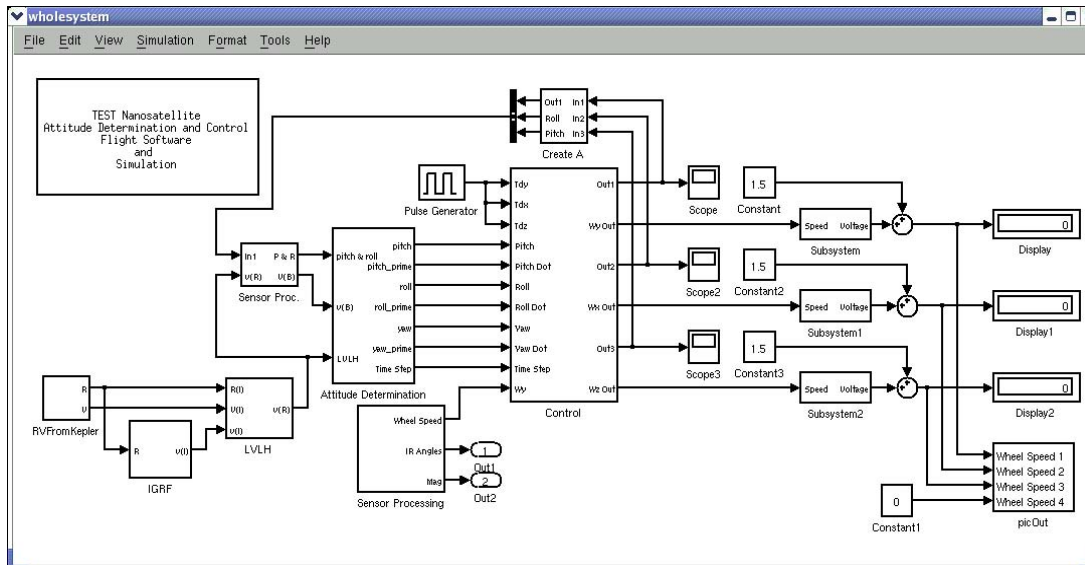 wholesystem
File Edit View Simulation Format Tools Help
TEST Nanosatellite
Attitude Determination and Control
Flight Software
and
Simulation
Out1 In1
Roll In2
Pitch In3
Create A
Pulse Generator
Tdy
Tdx
Tdz
Pitch
Pitch Dot
Roll
Roll Dot
Yaw
Yaw Dot
Time Step
Wy
Out1
Wy Out
Out2
Wx Out
Out3
Wz Out
Control
Scope
Scope2
Scope3
1.5
Constant
1.5
Constant2
1.5
Constant3
Speed Voltage
Subsystem
Speed Voltage
Subsystem1
Speed Voltage
Subsystem2
0
Display
0
Display1
0
Display2
In1 P & R
V(R) V(B)
Sensor Proc.
pitch & roll
V(B)
LVLH
pitch
pitch_prime
roll
roll_prime
yaw
yaw_prime
Time Step
Attitude Determination
R
V
RVFromKepler
R V(I)
IGRF
R(I)
V(I)
V(I)
V(R)
LVLH
Wheel Speed
IR Angles
Mag
Sensor Processing
1
Out1
2
Out2
0
Constant1
Wheel Speed 1
Wheel Speed 2
Wheel Speed 3
Wheel Speed 4
picOut